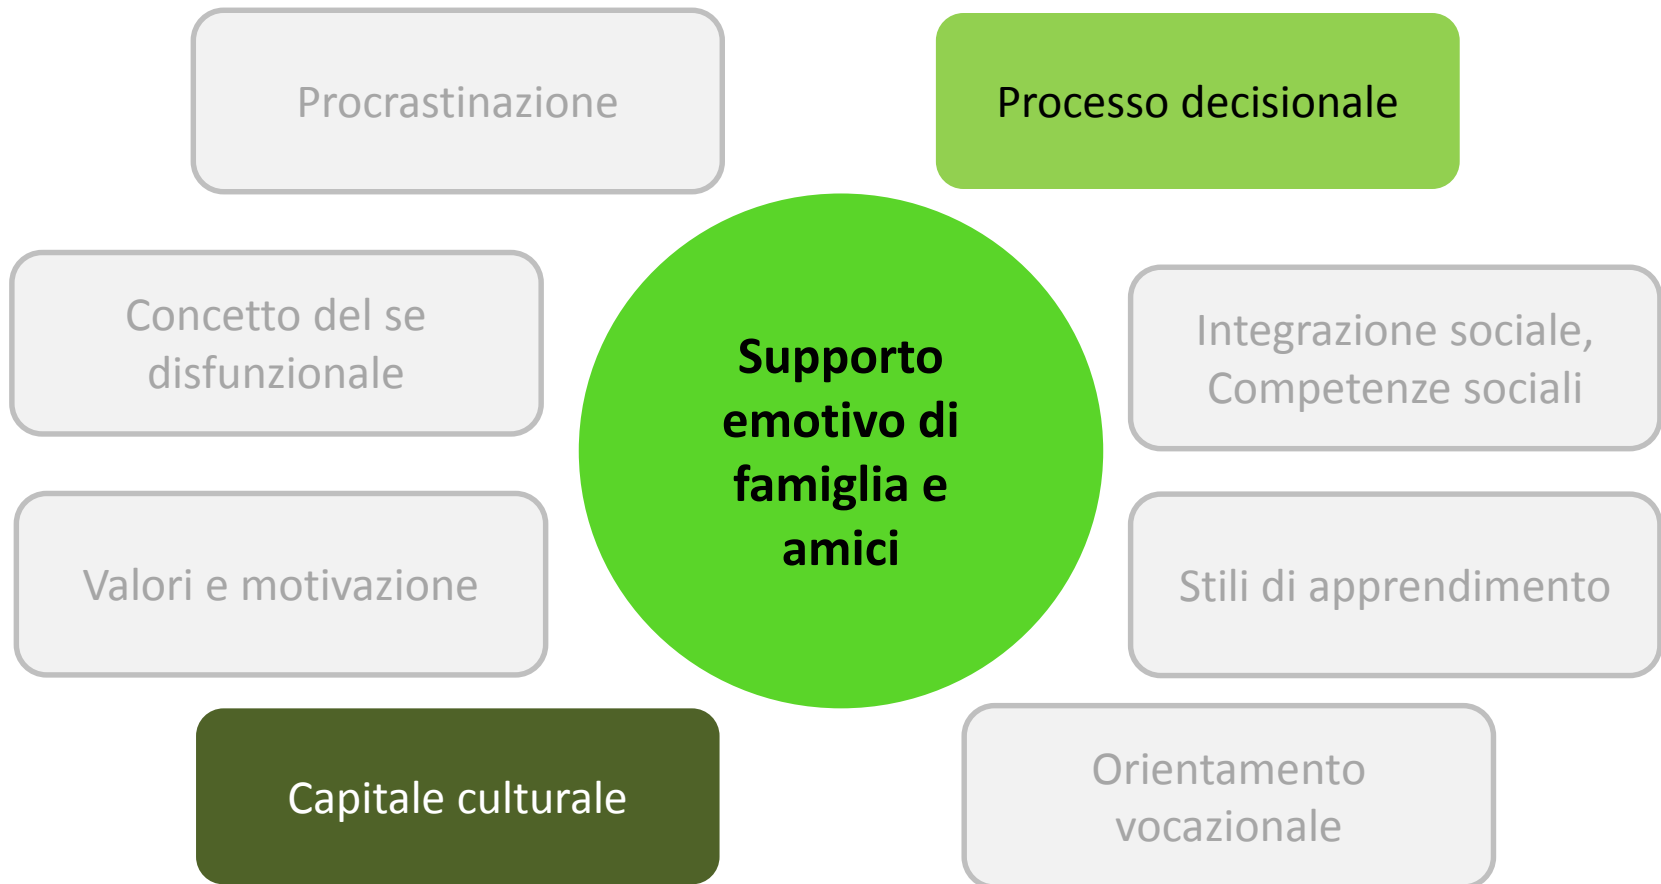 Procrastinazione
Processo decisionale
Concetto del se
disfunzionale
Supporto
emotivo di
famiglia e
amici
Integrazione sociale,
Competenze sociali
Valori e motivazione
Stili di apprendimento
Capitale culturale
Orientamento
vocazionale